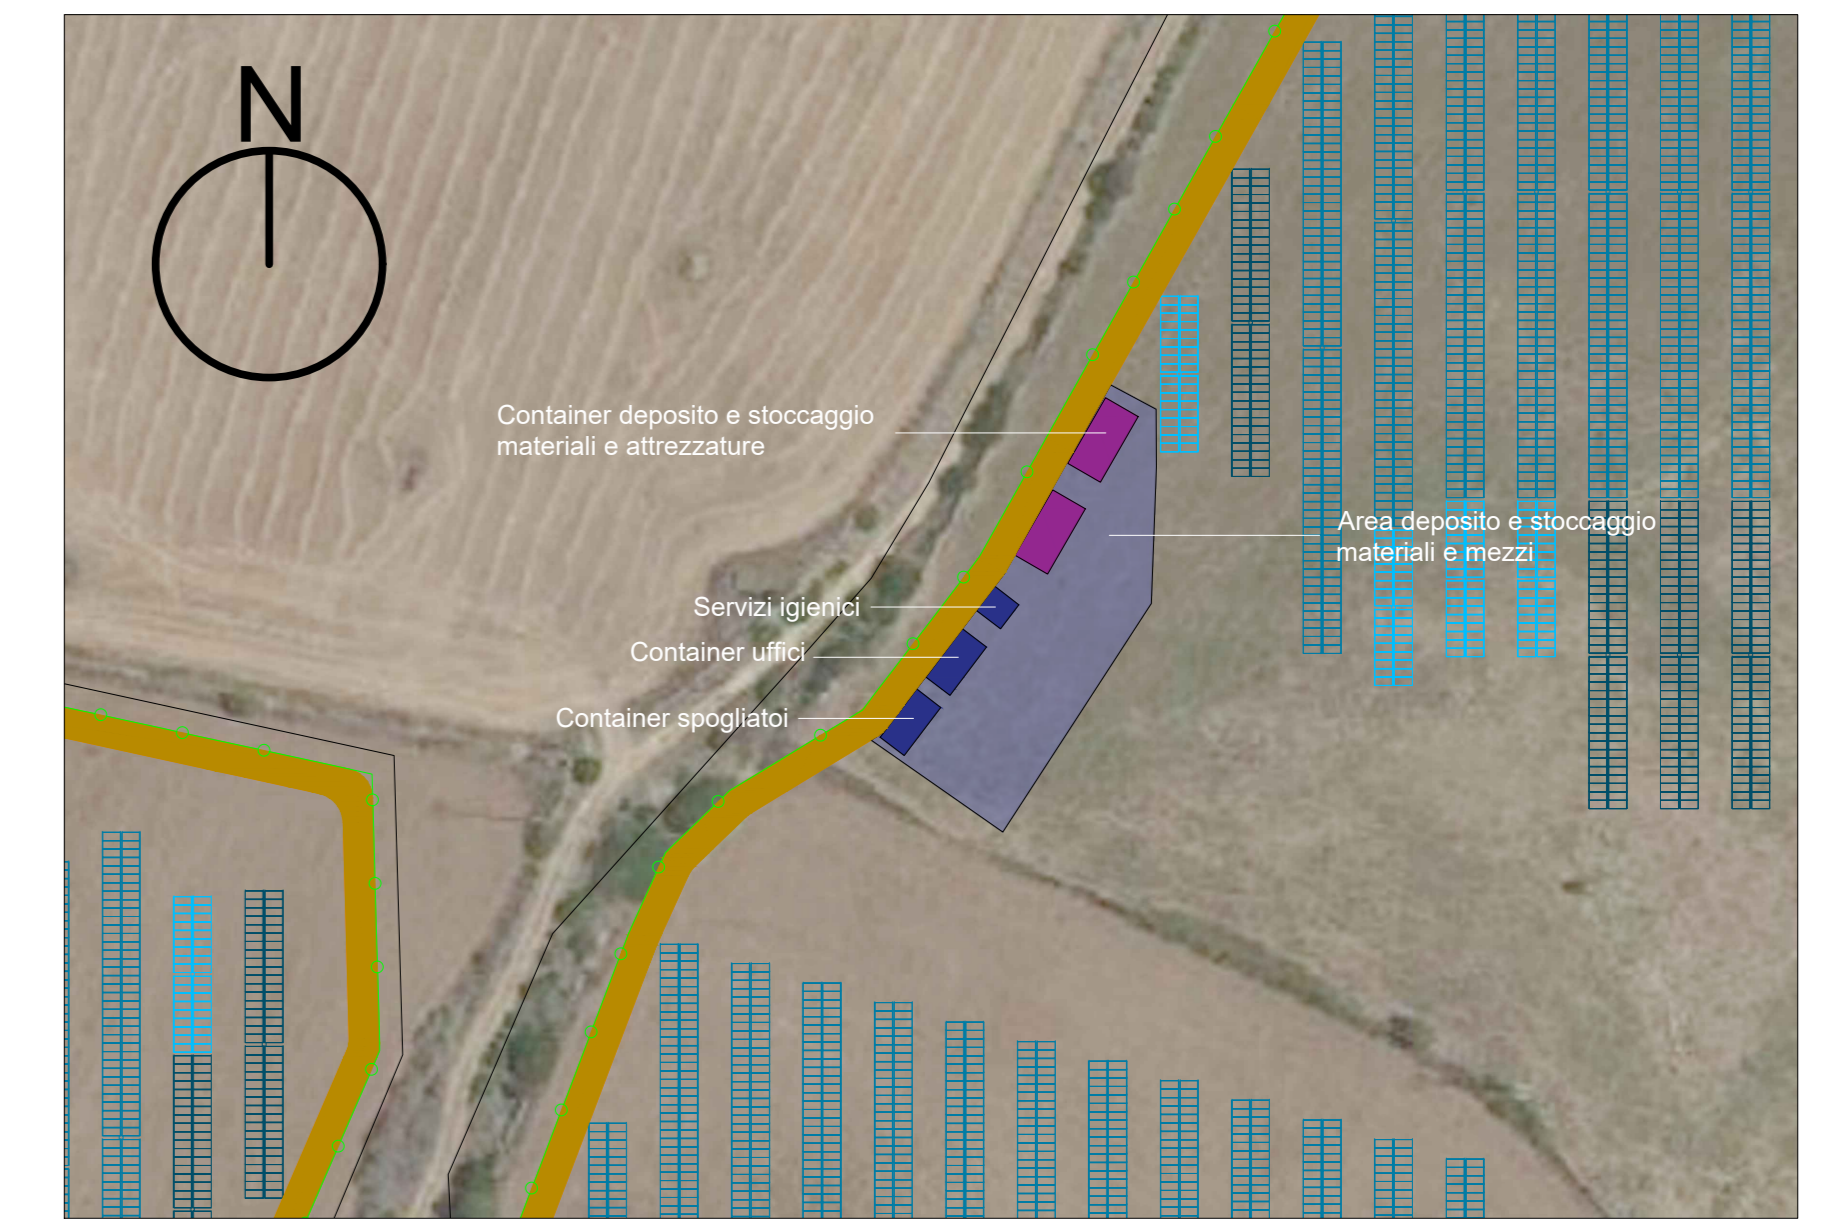 N
Container deposito e stoccaggio
materiali e attrezzature
Area deposito e stoccaggio
materiali e mezzi
Servizi igienici
Container uffici
Container spogliatoi